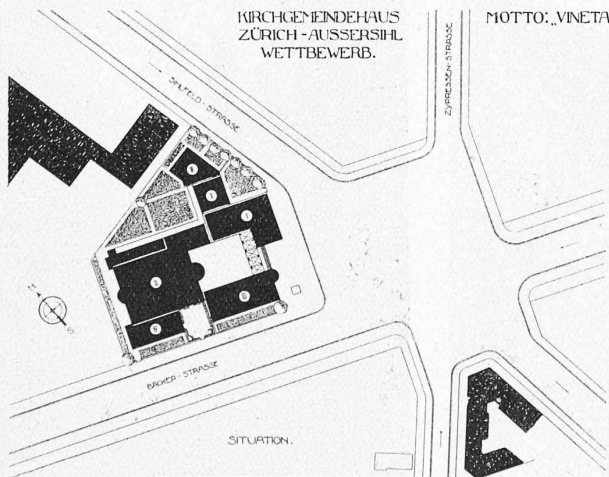 KIRCHGEMEINDEHAUS
ZÜRICH-AUSSERSIHL
WETTBEWERB.
MOTTO: „VINETA
SIHLFELD-STRASSE
ZYPRESSEN-STRASSE
N
S
BÄCKER-STRASSE
SITUATION.